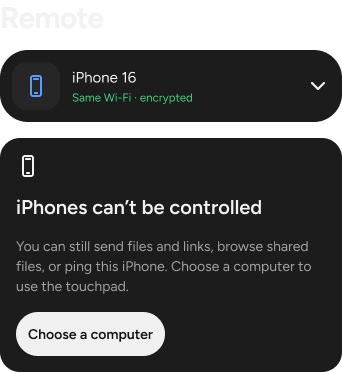 Remote
iPhone 16
Same Wi-Fi · encrypted
iPhones can’t be controlled
You can still send files and links, browse shared
files, or ping this iPhone. Choose a computer to
use the touchpad.
Choose a computer